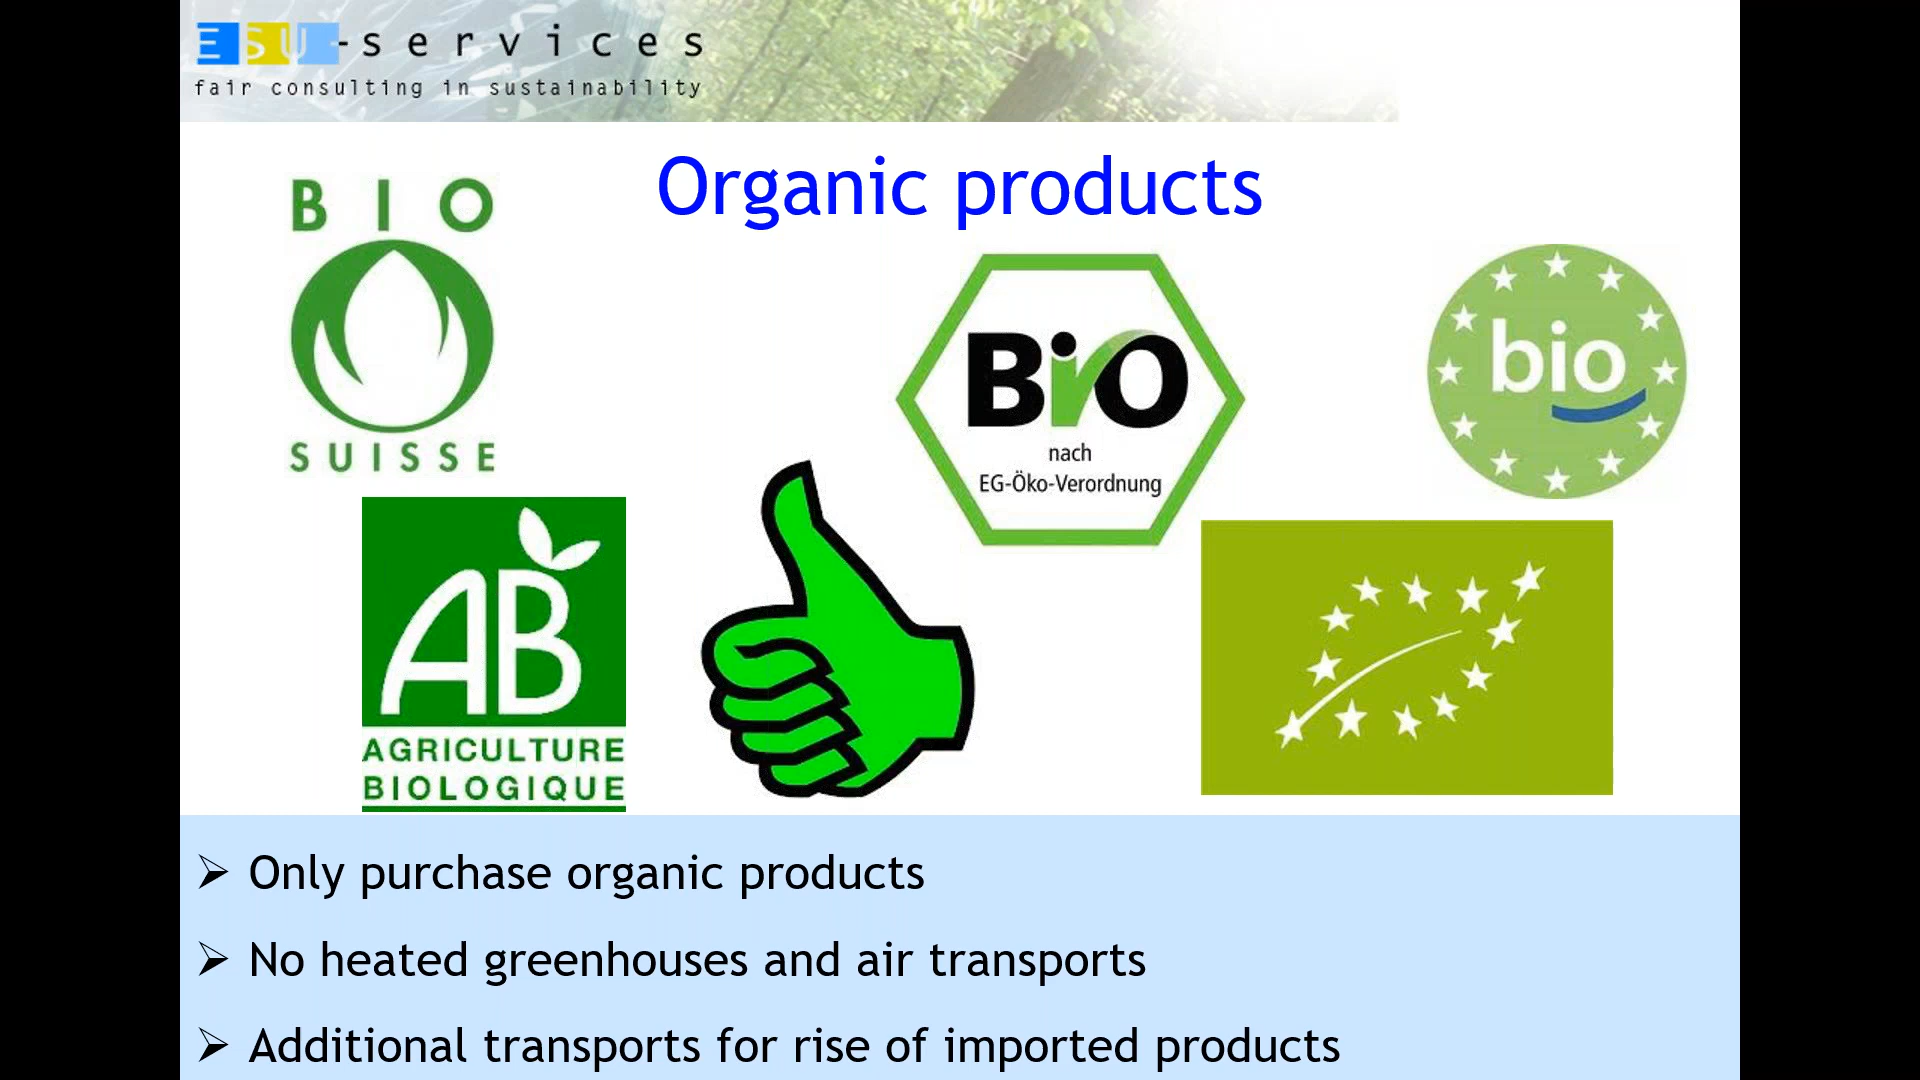 ESU-services
fair consulting in sustainability
Organic products
BIO
SUISSE
BiO
nach
EG-Öko-Verordnung
bio
AB
AGRICULTURE
BIOLOGIQUE
➢ Only purchase organic products
➢ No heated greenhouses and air transports
➢ Additional transports for rise of imported products